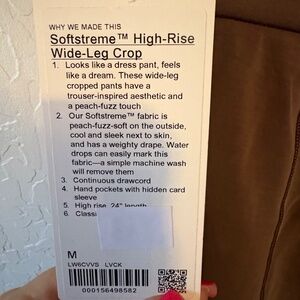 WHY WE MADE THIS
Softstreme™ High-Rise
Wide-Leg Crop
1. Looks like a dress pant, feels
like a dream. These wide-leg
cropped pants have a
trouser-inspired aesthetic and
a peach-fuzz touch
2. Our Softstreme™ fabric is
peach-fuzz-soft on the outside,
cool and sleek next to skin,
and has a weighty drape. Water
drops can easily mark this
fabric—a simple machine wash
will remove them
3. Continuous drawcord
4. Hand pockets with hidden card
sleeve
5. High rise, 24" length
6. Classi
M
LW6CVVS LVCK
000156498582